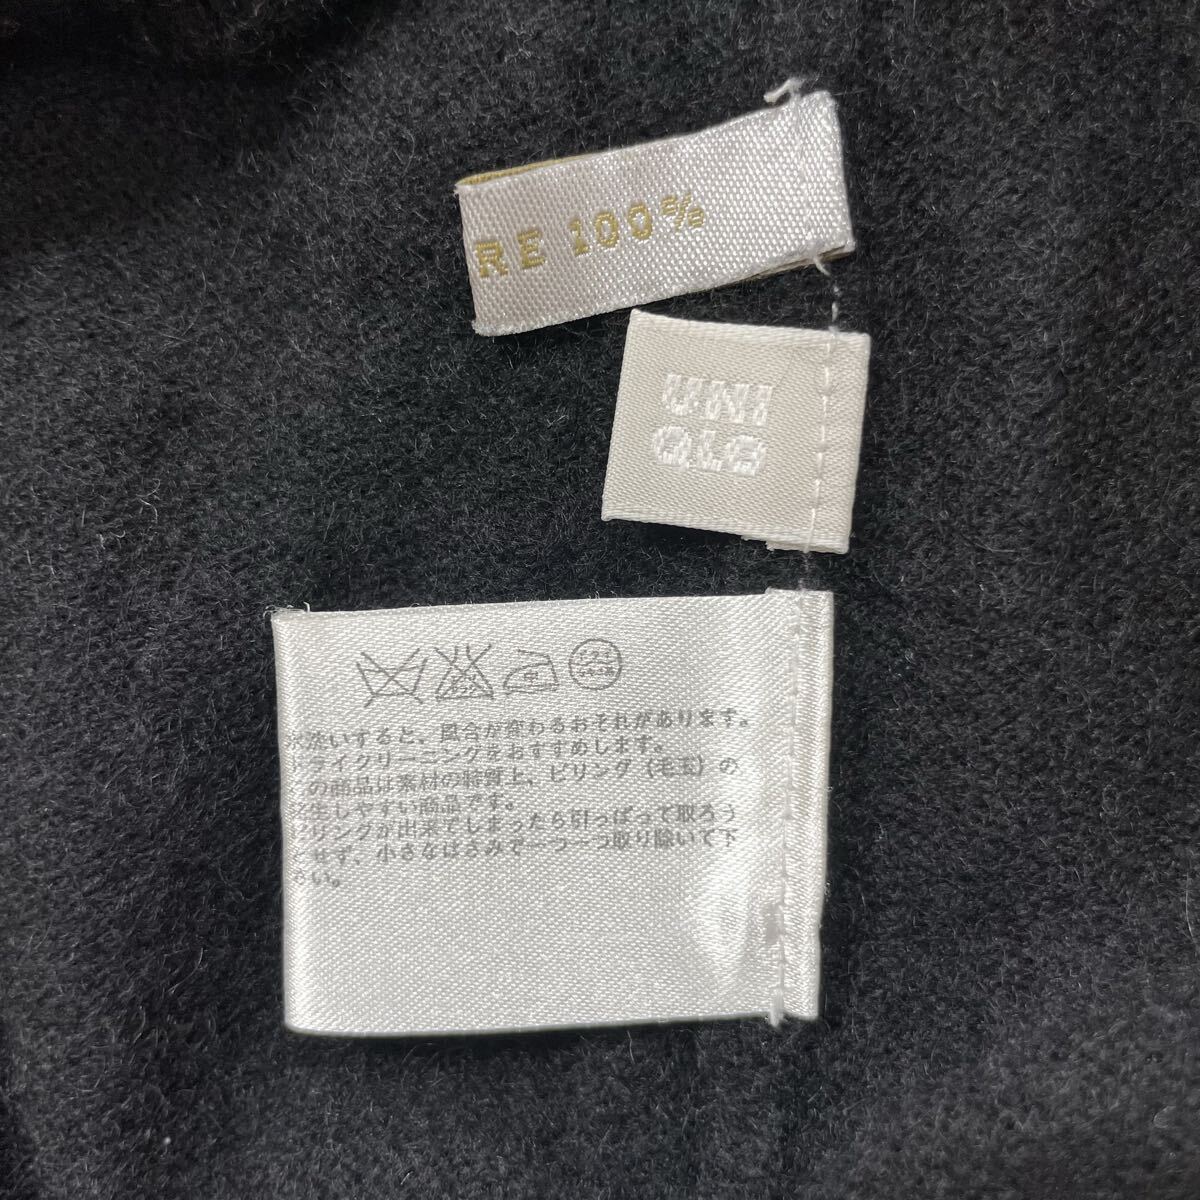 RE 100%
UNI
QLO
中
水洗いすると、風合が変わるおそれがあります。
ドライクリーニングをおすすめします。
の商品は素材の特質上、ピリング（毛玉）の
生しやすい商品です。
ピリングが出来てしまったら引っぱって取ろう
せず、小さなはさみで一つ一つ取り除いて下
さい。